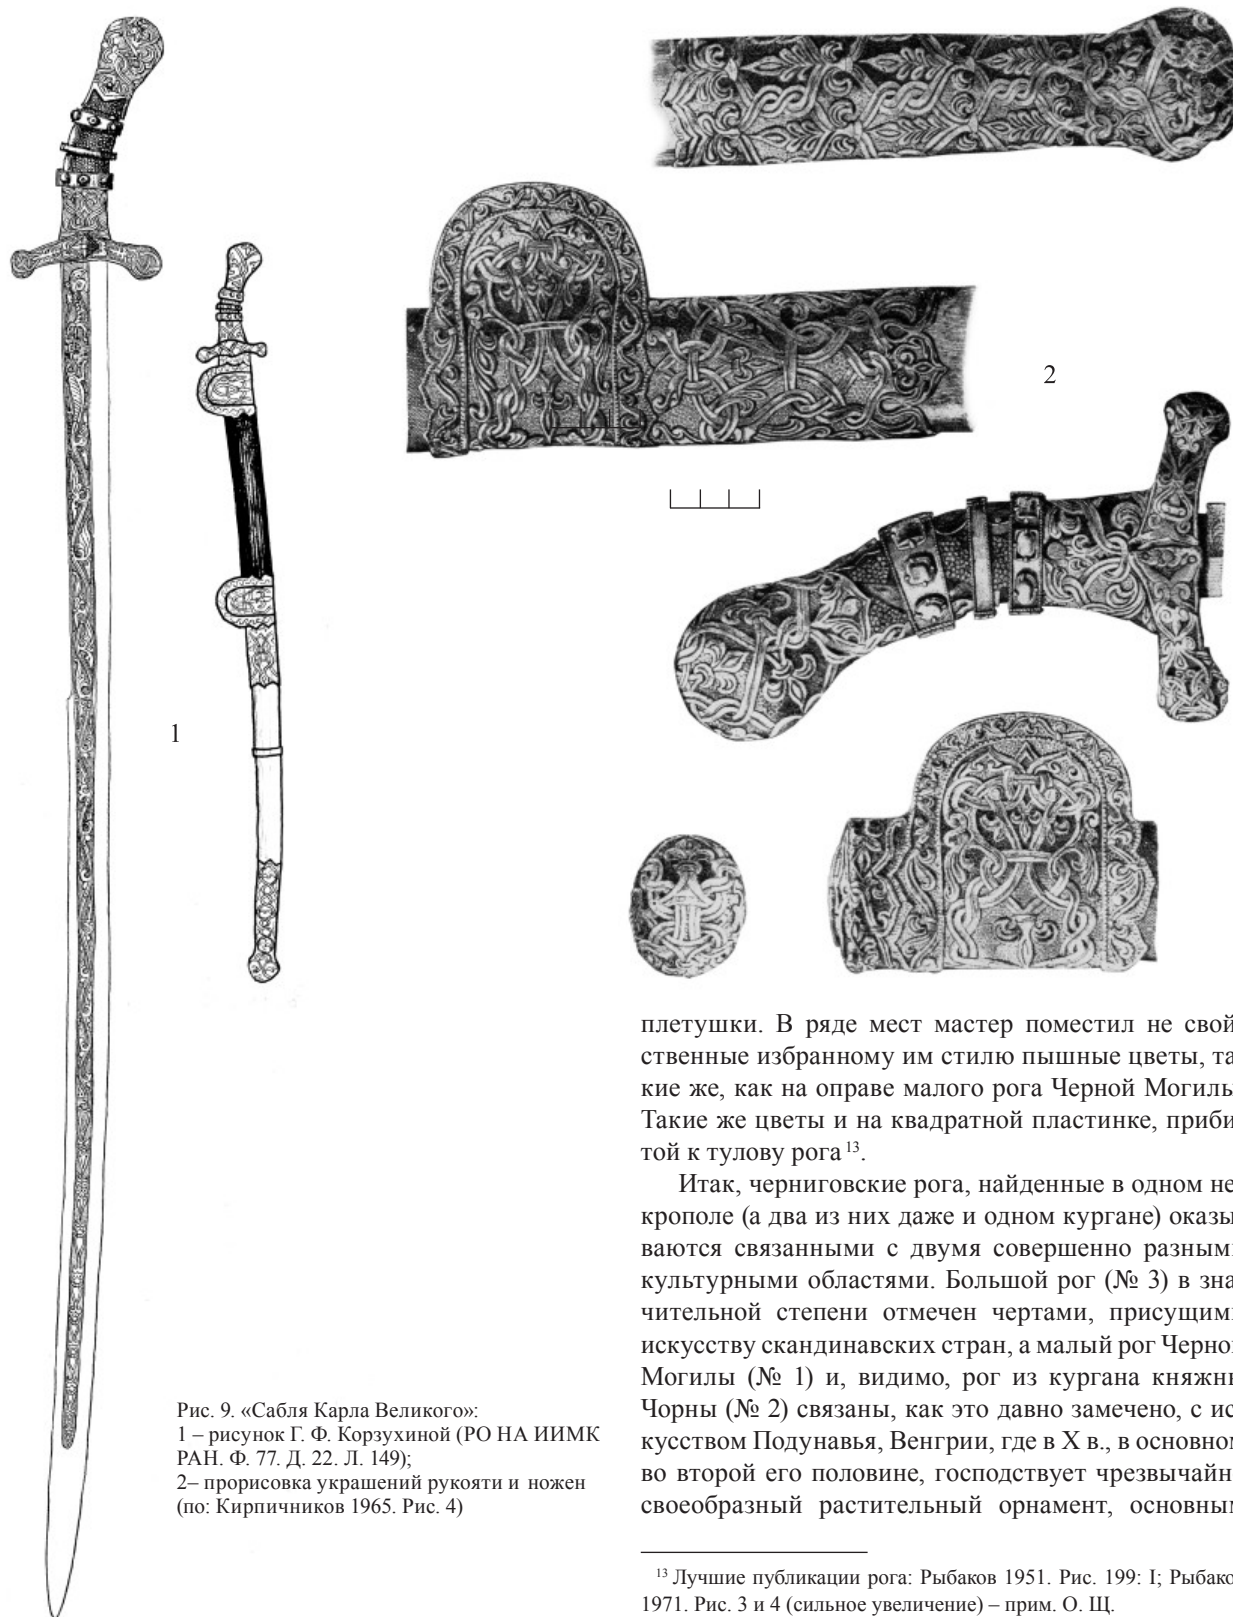 2
1
Рис. 9. «Сабля Карла Великого»:
1 – рисунок Г. Ф. Корзухиной (РО НА ИИМК
РАН. Ф. 77. Д. 22. Л. 149);
2– прорисовка украшений рукояти и ножен
(по: Кирпичников 1965. Рис. 4)
плетушки. В ряде мест мастер поместил не свой
ственные избранному им стилю пышные цветы, та
кие же, как на оправе малого рога Черной Могилы
Такие же цветы и на квадратной пластинке, приби
той к тулову рога 13.
Итак, черниговские рога, найденные в одном не
крополе (а два из них даже и одном кургане) оказы
ваются связанными с двумя совершенно разным
культурными областями. Большой рог (№ 3) в зна
чительной степени отмечен чертами, присущим
искусству скандинавских стран, а малый рог Черно
Могилы (№ 1) и, видимо, рог из кургана княжн
Чорны (№ 2) связаны, как это давно замечено, с ис
кусством Подунавья, Венгрии, где в X в., в основном
во второй его половине, господствует чрезвычайн
своеобразный растительный орнамент, основным
13 Лучшие публикации рога: Рыбаков 1951. Рис. 199: I; Рыбако
1971. Рис. 3 и 4 (сильное увеличение) – прим. О. Щ.